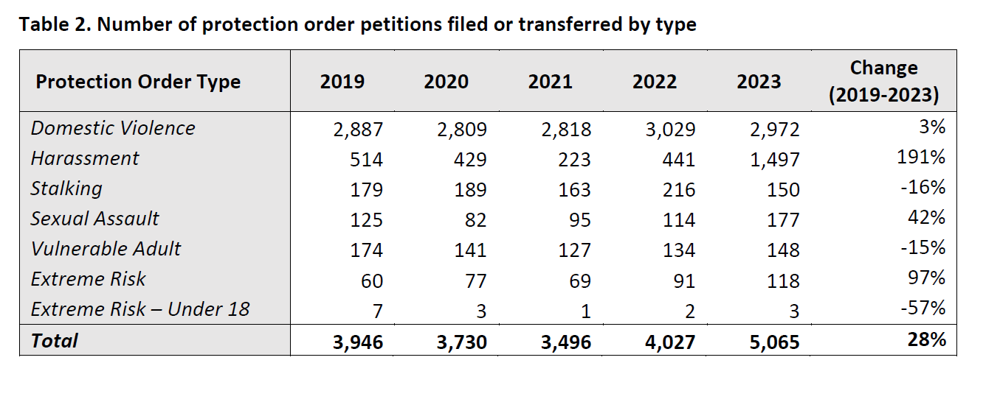 Table 2. Number of protection order petitions filed or transferred by type
Protection Order Type 2019 2020 2021 2022 2023 Change (2019-2023)
Domestic Violence 2,887 2,809 2,818 3,029 2,972 3%
Harassment 514 429 223 441 1,497 191%
Stalking 179 189 163 216 150 -16%
Sexual Assault 125 82 95 114 177 42%
Vulnerable Adult 174 141 127 134 148 -15%
Extreme Risk 60 77 69 91 118 97%
Extreme Risk – Under 18 7 3 1 2 3 -57%
Total 3,946 3,730 3,496 4,027 5,065 28%